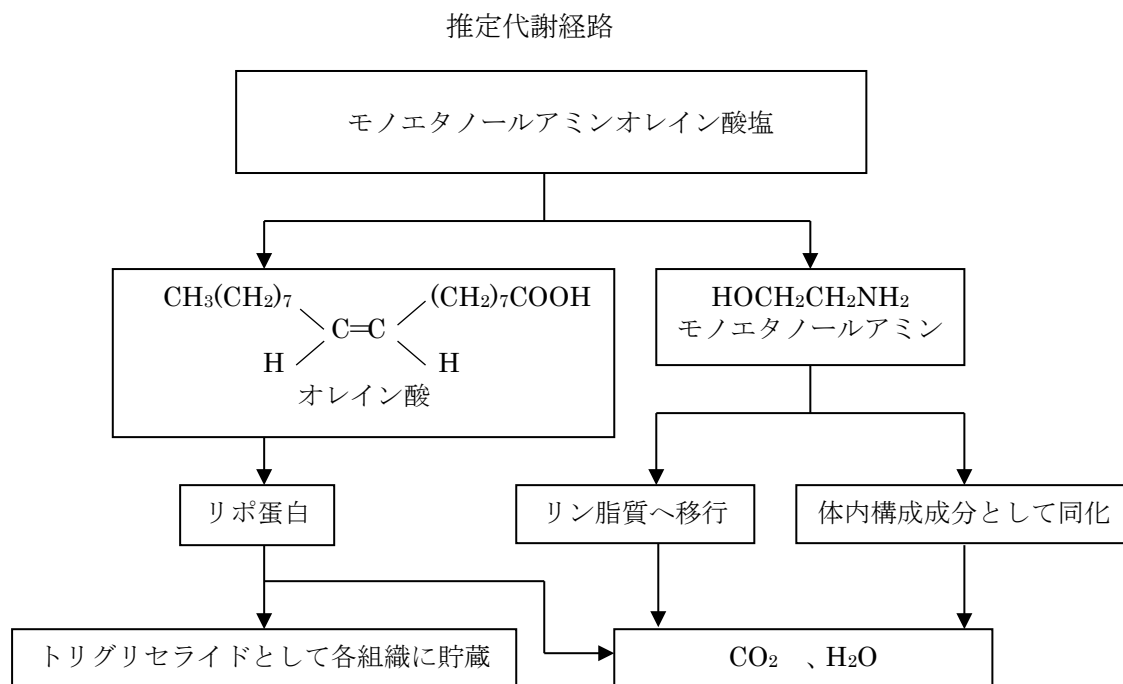 推定代謝経路
モノエタノールアミンオレイン酸塩
CH₃(CH₂)₇ (CH₂)₇COOH
C=C
H H
オレイン酸
HOCH₂CH₂NH₂
モノエタノールアミン
リポ蛋白
リン脂質へ移行
体内構成成分として同化
トリグリセライドとして各組織に貯蔵
CO₂ 、H₂O